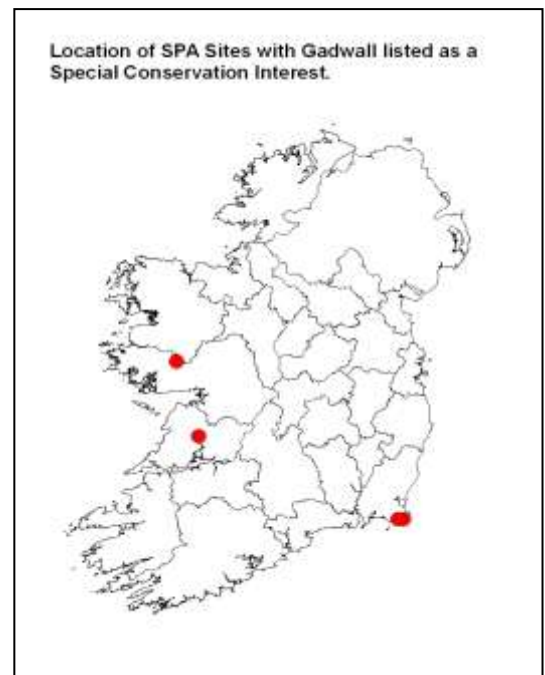 Location of SPA Sites with Gadwall listed as a
Special Conservation Interest.